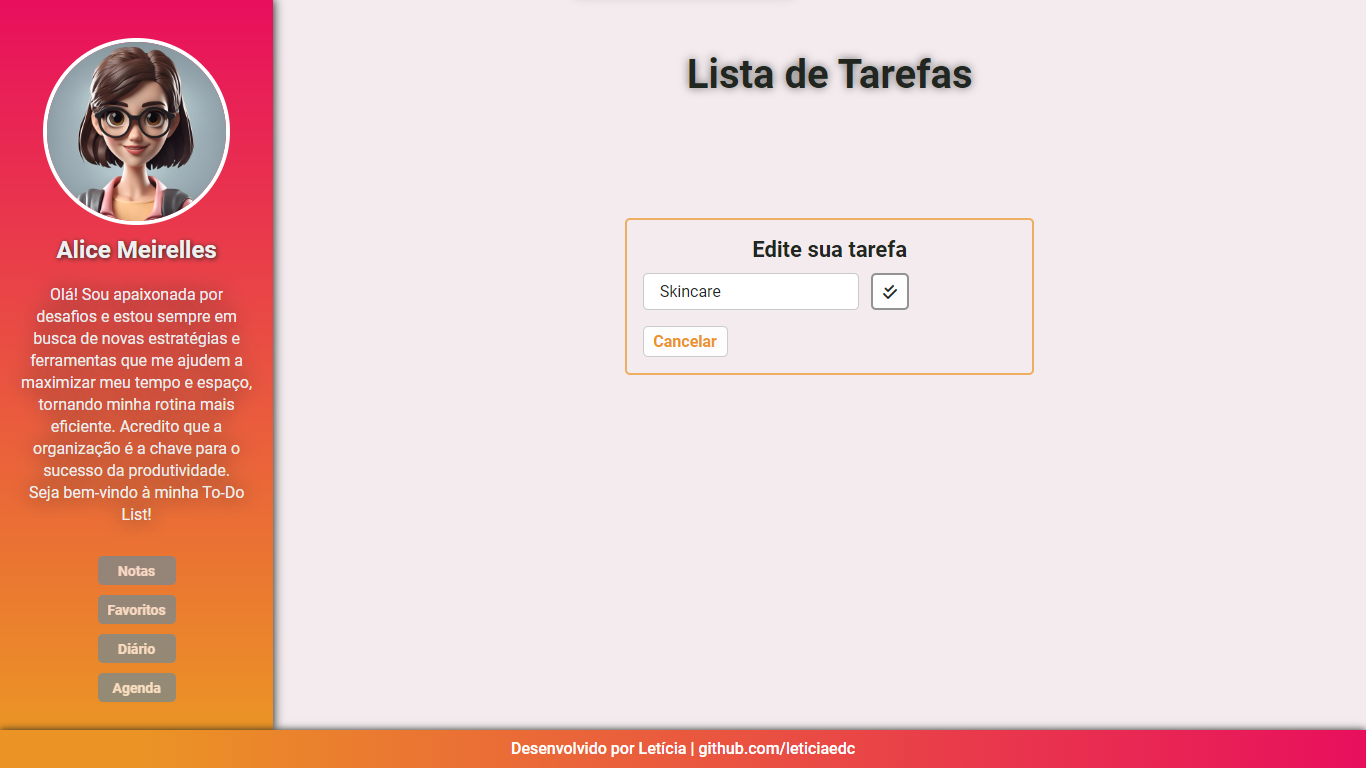 Alice Meirelles
Olá! Sou apaixonada por
desafios e estou sempre em
busca de novas estratégias e
ferramentas que me ajudem a
maximizar meu tempo e espaço,
tornando minha rotina mais
eficiente. Acredito que a
organização é a chave para o
sucesso da produtividade.
Seja bem-vindo à minha To-Do
List!
Notas
Favoritos
Diário
Agenda
Lista de Tarefas
Edite sua tarefa
Skincare
Cancelar
Desenvolvido por Letícia | github.com/leticiaedc